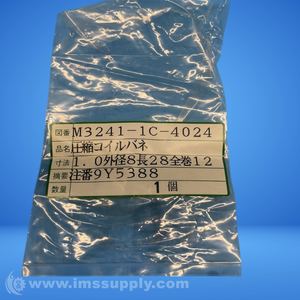 図番 M3241-1C-4024
品名 圧縮コイルバネ
寸法 1.0外径8長28全巻12
摘要 注番9Y5388
数量 1個
© www.imssupply.com